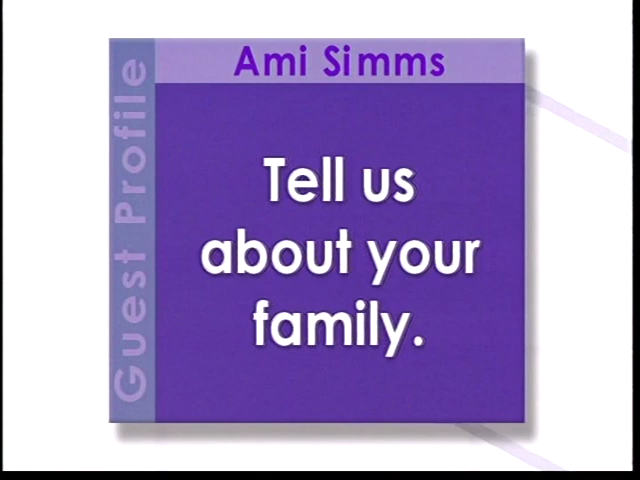 Ami Simms
Guest Profile
Tell us
about your
family.